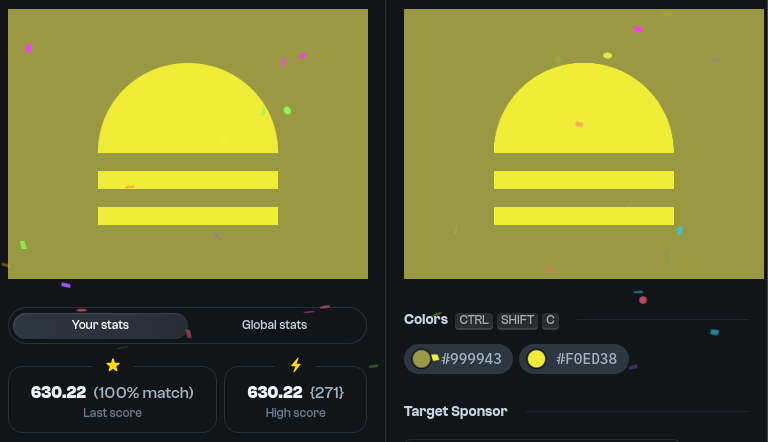 Your stats
Global stats
630.22 (100% match)
Last score
630.22 {271}
High score
Colors CTRL SHIFT C
#999943
#F0ED38
Target Sponsor